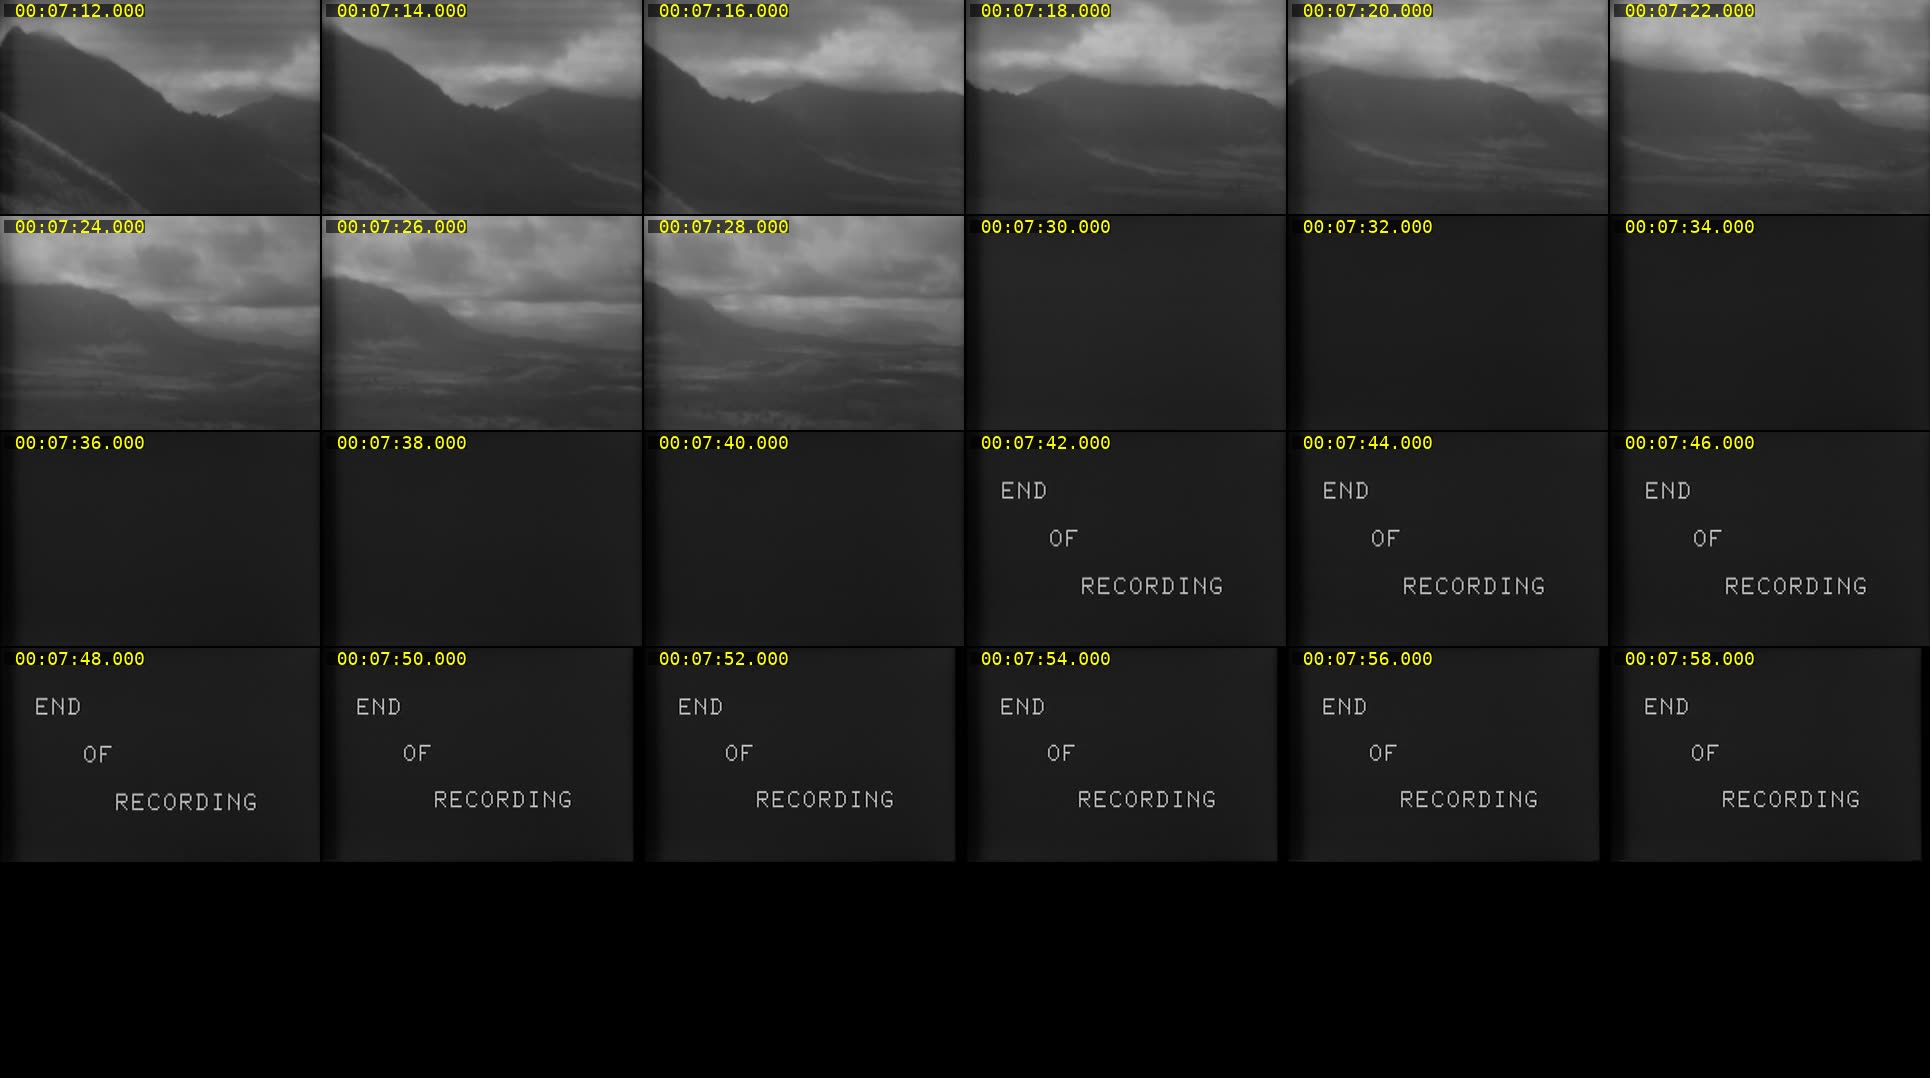 00:07:12.000 00:07:14.000 00:07:16.000 00:07:18.000 00:07:20.000 00:07:22.000
00:07:24.000 00:07:26.000 00:07:28.000 00:07:30.000 00:07:32.000 00:07:34.000
00:07:36.000 00:07:38.000 00:07:40.000 00:07:42.000 00:07:44.000 00:07:46.000
END END END
OF OF OF
RECORDING RECORDING RECORDING
00:07:48.000 00:07:50.000 00:07:52.000 00:07:54.000 00:07:56.000 00:07:58.000
END END END END END END
OF OF OF OF OF OF
RECORDING RECORDING RECORDING RECORDING RECORDING RECORDING